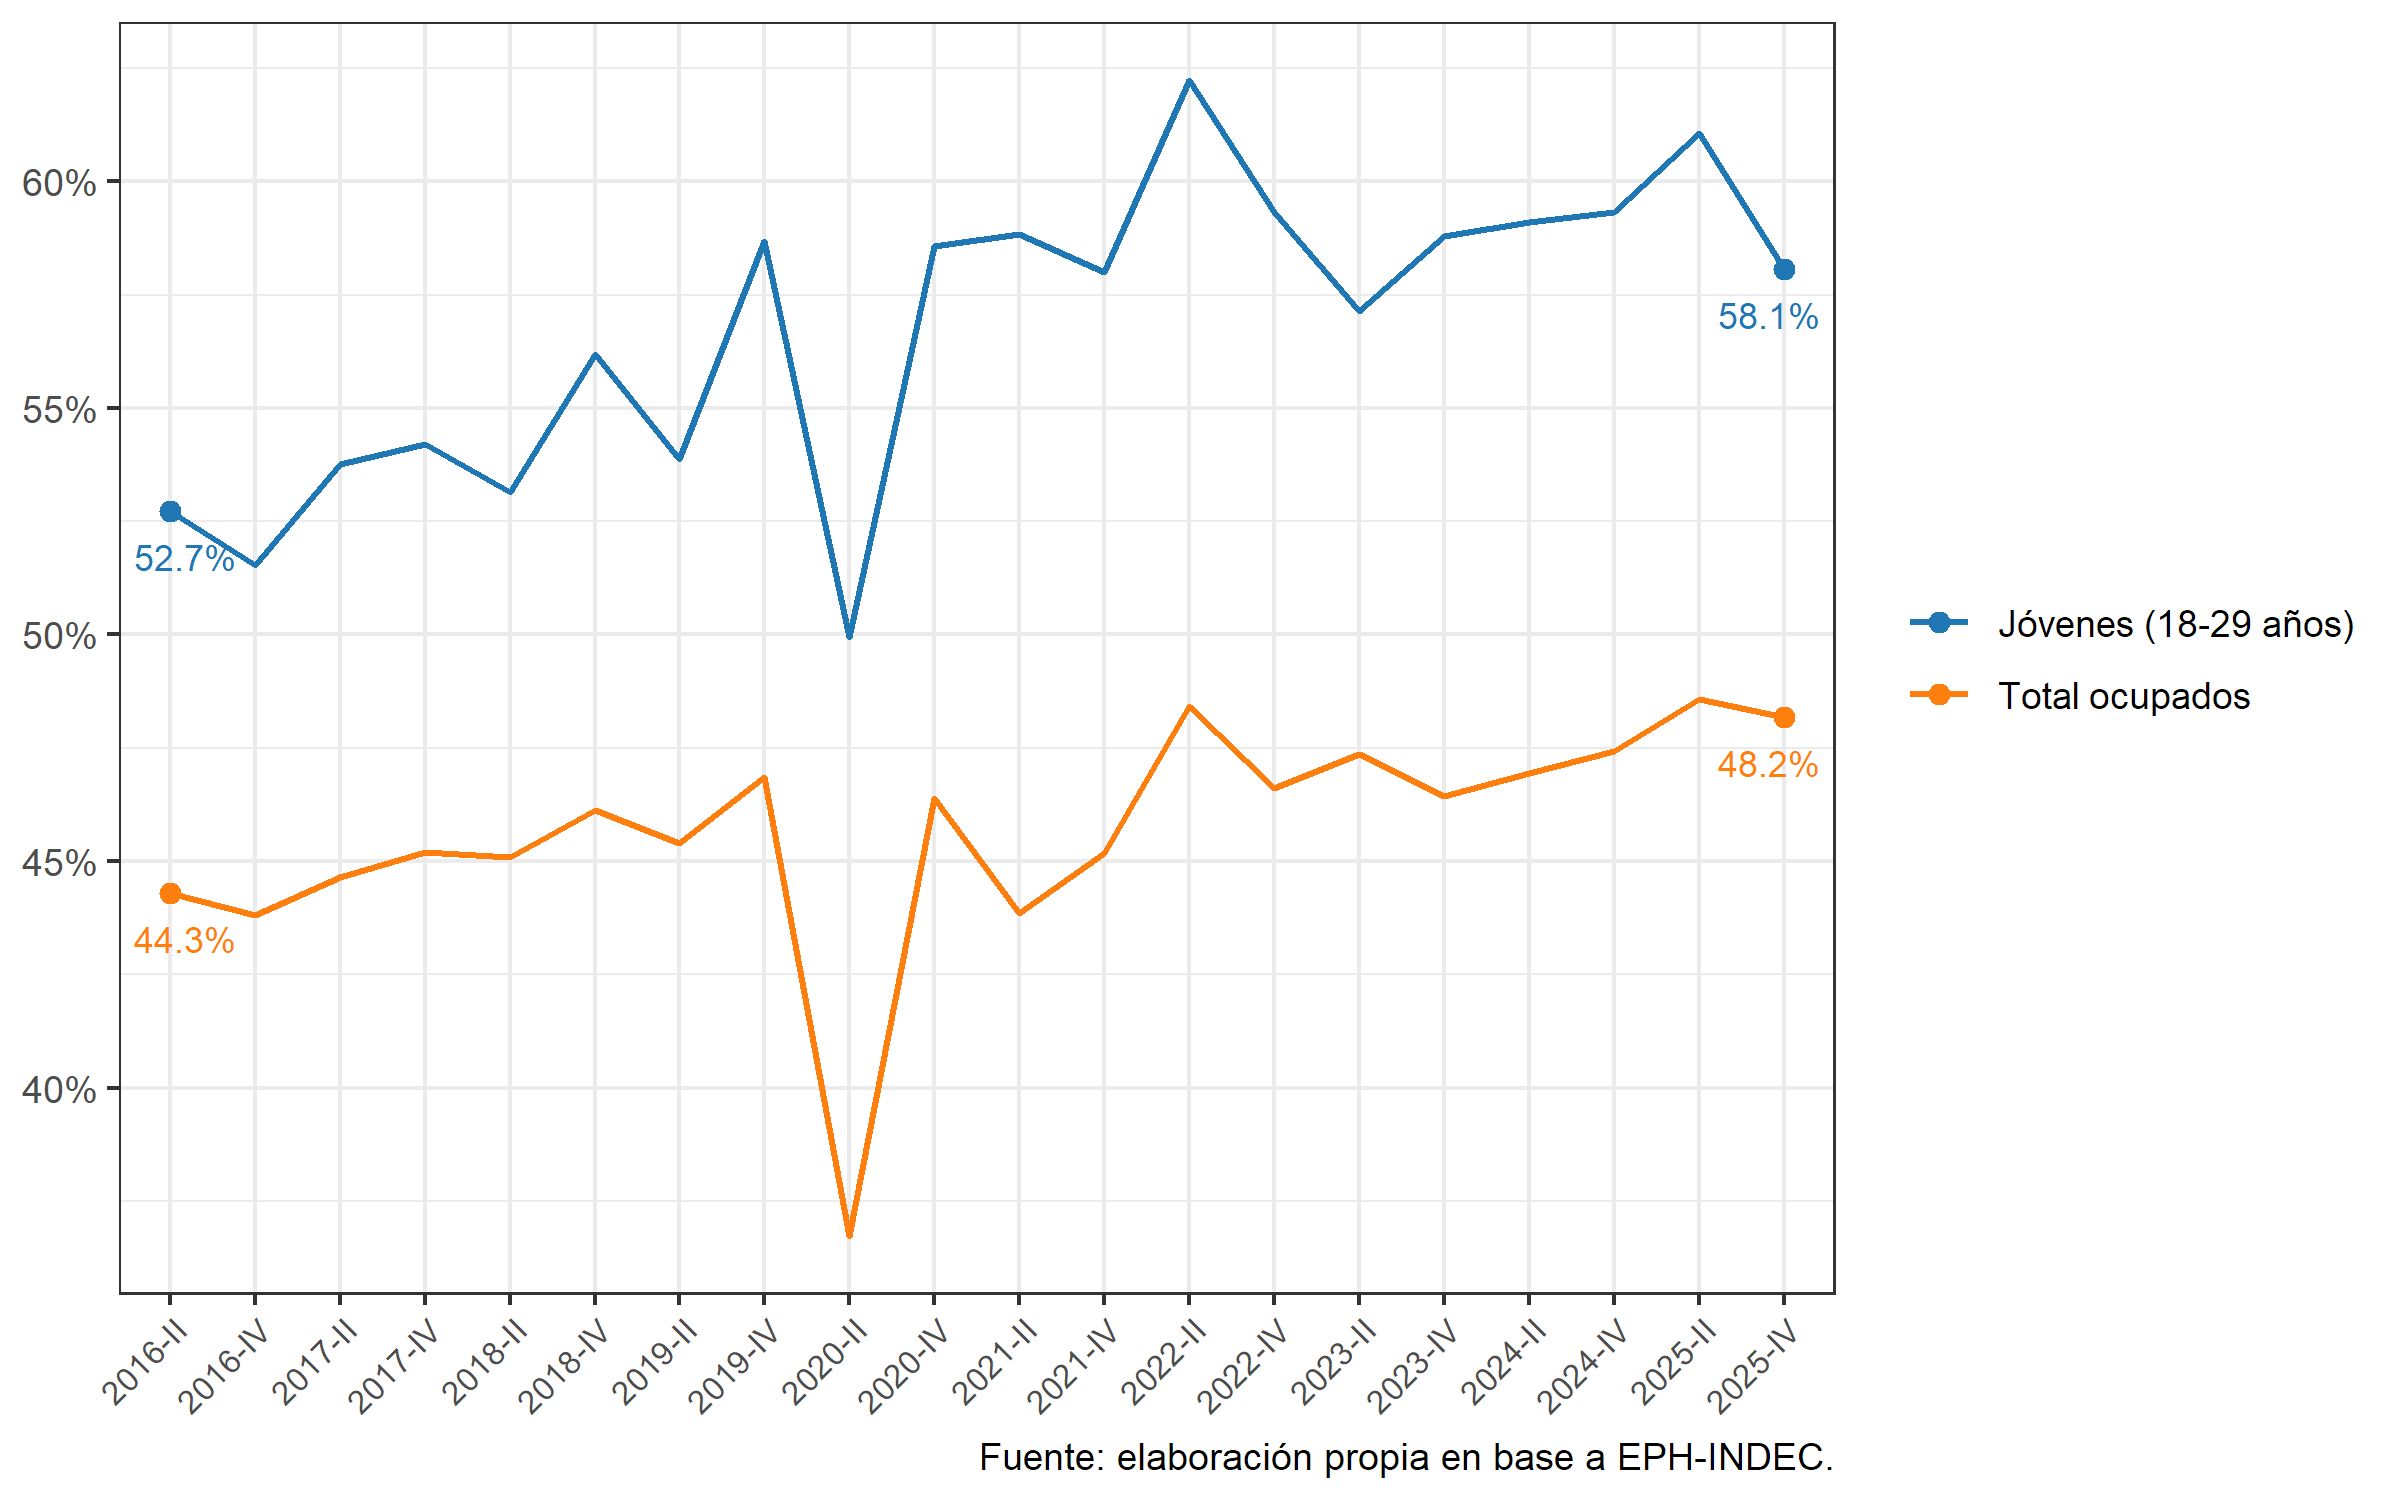 60%
55%
50%
45%
40%
52.7%
44.3%
58.1%
48.2%
Jóvenes (18-29 años)
Total ocupados
2016-II
2016-IV
2017-II
2017-IV
2018-II
2018-IV
2019-II
2019-IV
2020-II
2020-IV
2021-II
2021-IV
2022-II
2022-IV
2023-II
2023-IV
2024-II
2024-IV
2025-II
2025-IV
Fuente: elaboración propia en base a EPH-INDEC.